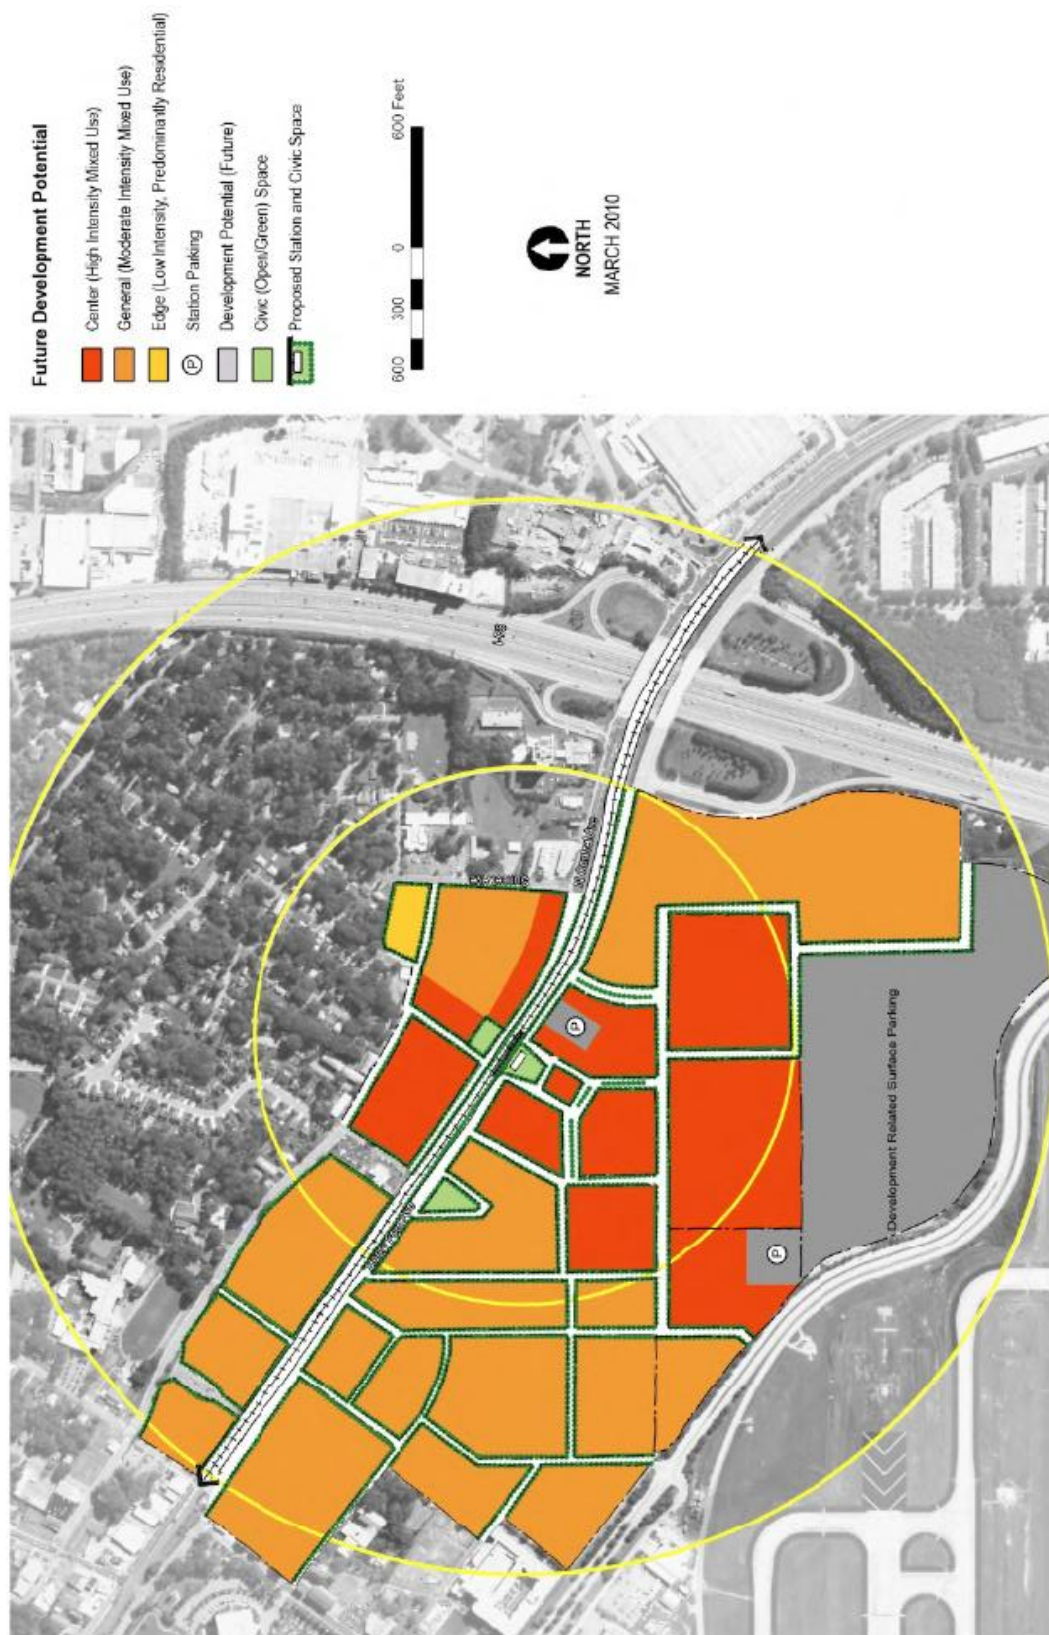 Future Development Potential
Center (High Intensity Mixed Use)
General (Moderate Intensity Mixed Use)
Edge (Low Intensity, Predominantly Residential)
P
Station Parking
Development Potential (Future)
Civic (Open/Green) Space
Proposed Station and Civic Space
600 300 0 600 Feet
NORTH
MARCH 2010
P
P
Development Related Surface Parking